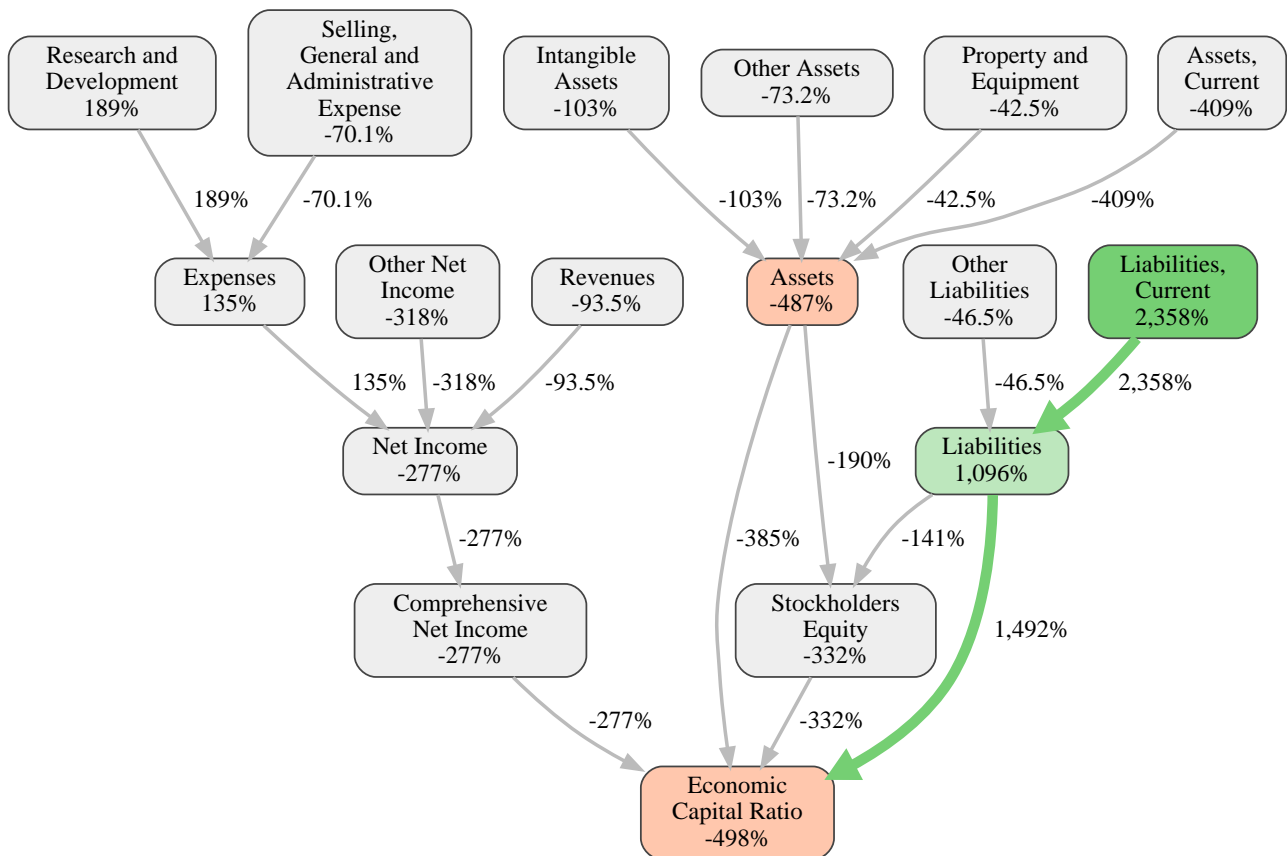 Research and
Development
189%
Selling,
General and
Administrative
Expense
-70.1%
Intangible
Assets
-103%
Other Assets
-73.2%
Property and
Equipment
-42.5%
Assets,
Current
-409%
189%
-70.1%
-103%
-73.2%
-42.5%
-409%
Expenses
135%
Other Net
Income
-318%
Revenues
-93.5%
Assets
-487%
Other
Liabilities
-46.5%
Liabilities,
Current
2,358%
135%
-318%
-93.5%
-46.5%
2,358%
Net Income
-277%
-190%
Liabilities
1,096%
-277%
-385%
-141%
Comprehensive
Net Income
-277%
Stockholders
Equity
-332%
1,492%
-277%
-332%
Economic
Capital Ratio
-498%